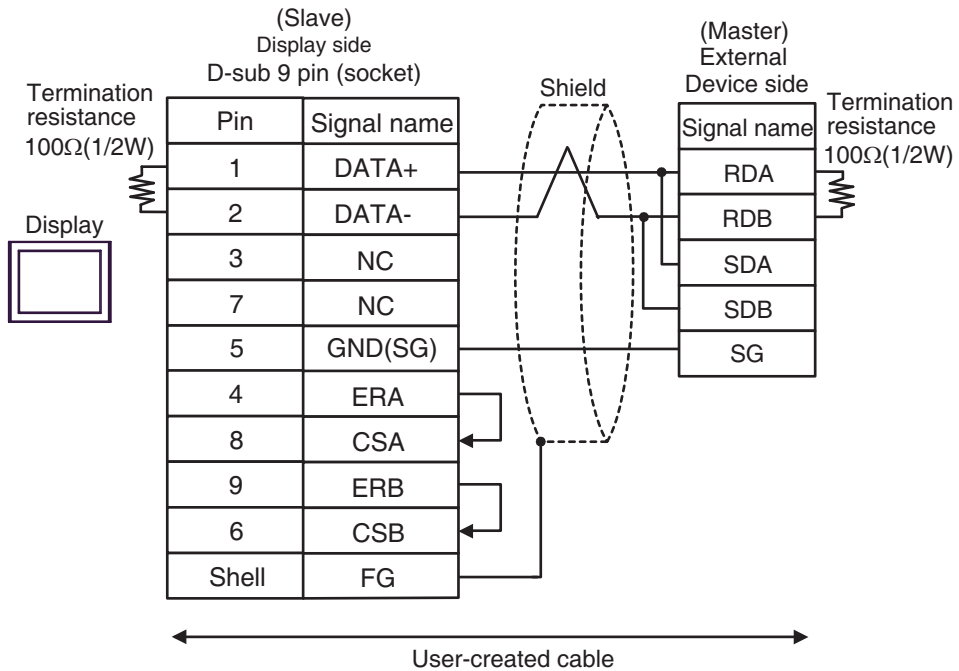 (Slave)
Display side
D-sub 9 pin (socket)
(Master)
External
Device side
Termination
resistance
100Ω(1/2W)
Shield
Termination
resistance
100Ω(1/2W)
Display
Pin Signal name
1 DATA+
2 DATA-
3 NC
7 NC
5 GND(SG)
4 ERA
8 CSA
9 ERB
6 CSB
Shell FG
Signal name
RDA
RDB
SDA
SDB
SG
User-created cable